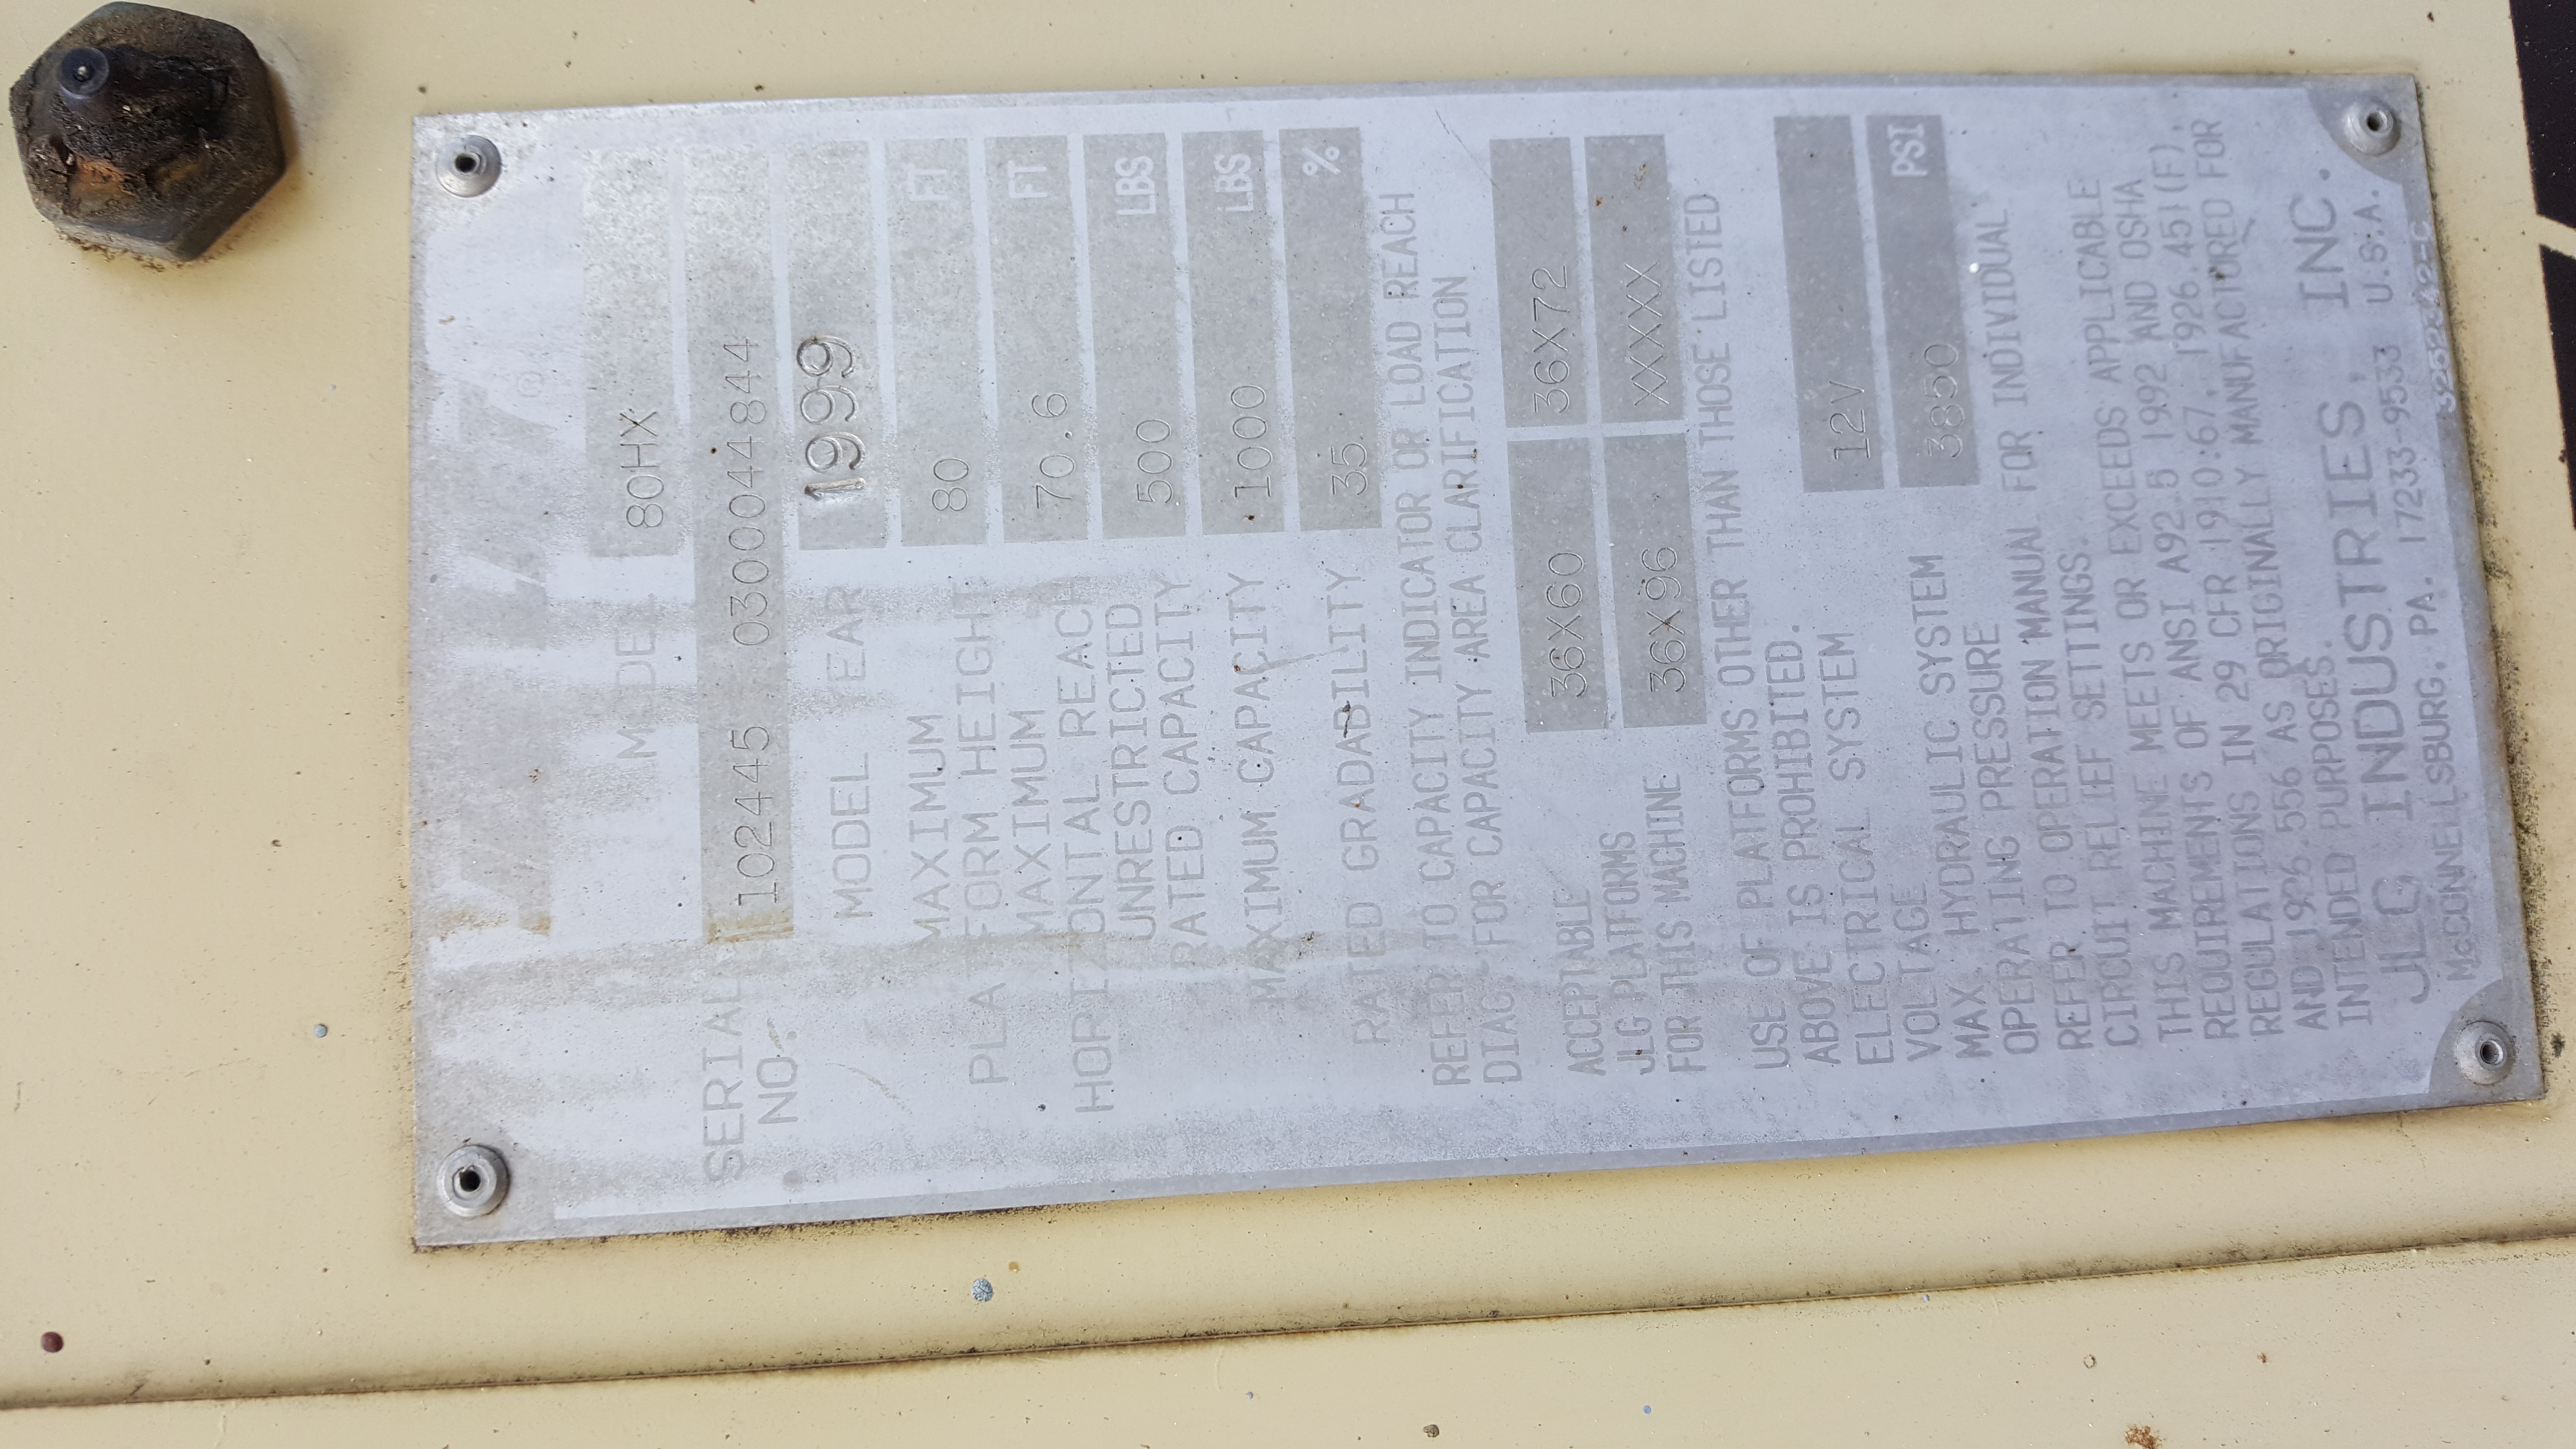 ®
MODEL 80HX
SERIAL NO. 1024445 0300044844
MODEL YEAR 1999
MAXIMUM
PLATFORM HEIGHT 80 FT
MAXIMUM
HORIZONTAL REACH 70.6 FT
UNRESTRICTED
RATED CAPACITY 500 LBS
MAXIMUM CAPACITY 1000 LBS
RATED GRADABILITY 35 %
REFER TO CAPACITY INDICATOR OR LOAD REACH
DIAG. FOR CAPACITY AREA CLARIFICATION
ACCEPTABLE
JLG PLATFORMS
FOR THIS MACHINE
36X60 36X72
36X96 XXXXX
USE OF PLATFORMS OTHER THAN THOSE LISTED
ABOVE IS PROHIBITED.
ELECTRICAL SYSTEM
VOLTAGE 12V
MAX. HYDRAULIC SYSTEM
OPERATING PRESSURE 3850 PSI
REFER TO OPERATION MANUAL FOR INDIVIDUAL
CIRCUIT RELIEF SETTINGS.
THIS MACHINE MEETS OR EXCEEDS APPLICABLE
REQUIREMENTS OF ANSI A92.5 1992 AND OSHA
REGULATIONS IN 29 CFR 1910:67, 1926.451(F),
AND 1926.556 AS ORIGINALLY MANUFACTURED FOR
INTENDED PURPOSES.
JLG INDUSTRIES, INC.
McCONNELLSBURG, PA. 17233-9533 U.S.A.